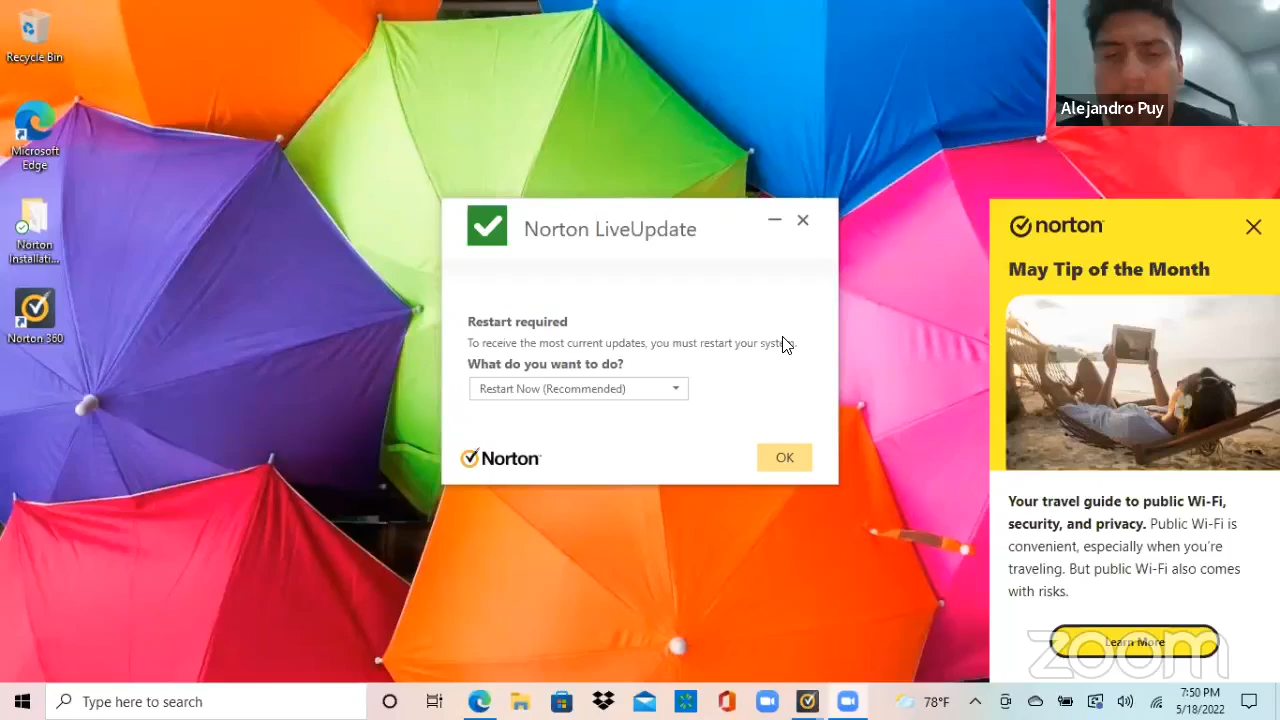 Recycle Bin
Microsoft
Edge
Norton
Installati...
Norton 360
Alejandro Puy
Norton LiveUpdate
Restart required
To receive the most current updates, you must restart your system.
What do you want to do?
Restart Now (Recommended)
Norton
OK
norton
May Tip of the Month
Your travel guide to public Wi-Fi,
security, and privacy. Public Wi-Fi is
convenient, especially when you're
traveling. But public Wi-Fi also comes
with risks.
Learn More
zoom
Type here to search
78°F
7:50 PM
5/18/2022